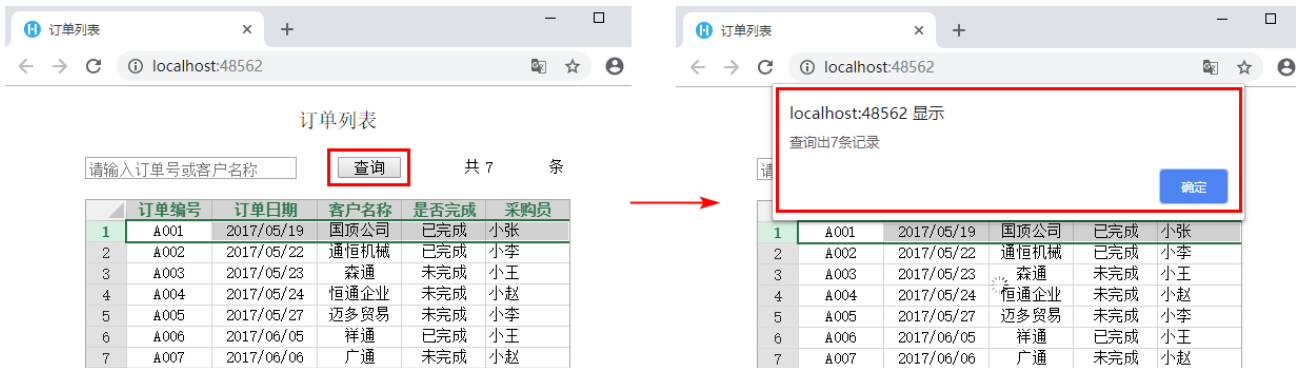 订单列表
localhost:48562
订单列表
请输入订单号或客户名称 查询 共 7 条
订单编号 订单日期 客户名称 是否完成 采购员
1 A001 2017/05/19 国顶公司 已完成 小张
2 A002 2017/05/22 通恒机械 已完成 小李
3 A003 2017/05/23 森通 未完成 小王
4 A004 2017/05/24 恒通企业 未完成 小赵
5 A005 2017/05/27 迈多贸易 未完成 小李
6 A006 2017/06/05 祥通 已完成 小王
7 A007 2017/06/06 广通 未完成 小赵
订单列表
localhost:48562
localhost:48562 显示
查询出7条记录
确定
请
1 A001 2017/05/19 国顶公司 已完成 小张
2 A002 2017/05/22 通恒机械 已完成 小李
3 A003 2017/05/23 森通 未完成 小王
4 A004 2017/05/24 恒通企业 未完成 小赵
5 A005 2017/05/27 迈多贸易 未完成 小李
6 A006 2017/06/05 祥通 已完成 小王
7 A007 2017/06/06 广通 未完成 小赵